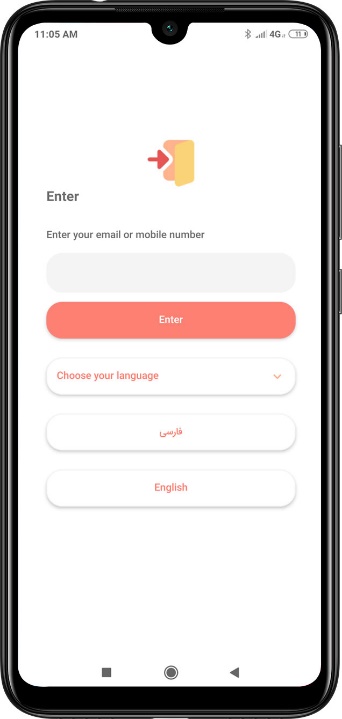 11:05 AM 4G 11
Enter
Enter your email or mobile number
Enter
Choose your language
فارسی
English